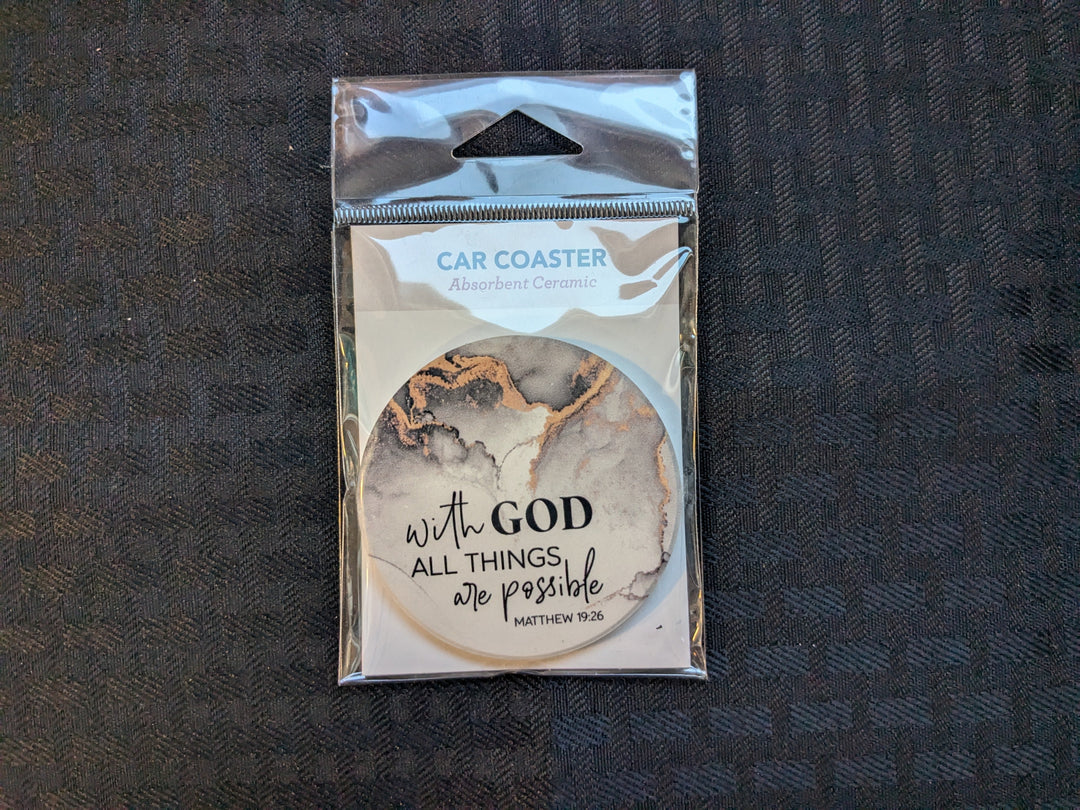 CAR COASTER
Absorbent Ceramic
with GOD
ALL THINGS
are possible
MATTHEW 19:26